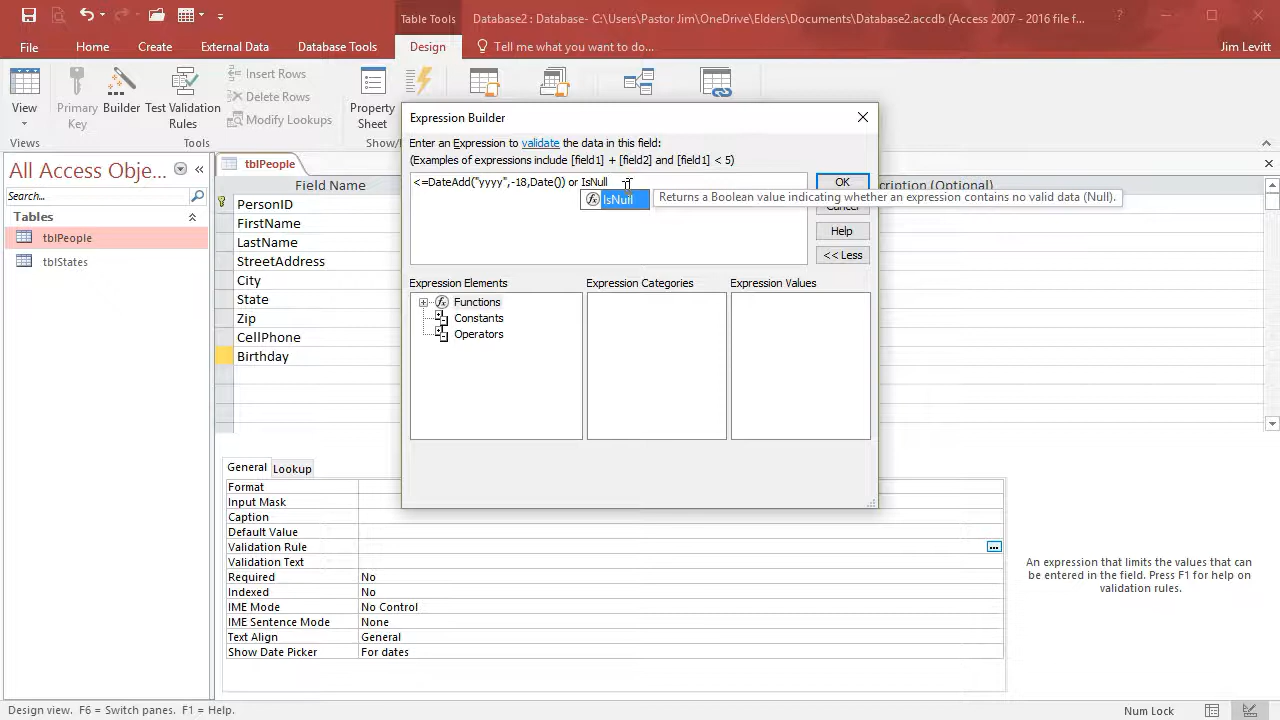 Table Tools
Database2 : Database- C:\Users\Pastor Jim\OneDrive\Elders\Documents\Database2.accdb (Access 2007 - 2016 file f...
File
Home
Create
External Data
Database Tools
Design
Tell me what you want to do...
Jim Levitt
View
Primary Key
Builder
Test Validation Rules
Insert Rows
Delete Rows
Modify Lookups
Property Sheet
Views
Tools
Show/
All Access Obje...
Search...
Tables
tblPeople
tblStates
tblPeople
Field Name
cription (Optional)
PersonID
FirstName
LastName
StreetAddress
City
State
Zip
CellPhone
Birthday
Expression Builder
Enter an Expression to validate the data in this field:
(Examples of expressions include [field1] + [field2] and [field1] < 5)
<=DateAdd("yyyy",-18,Date()) or IsNull
IsNull
Returns a Boolean value indicating whether an expression contains no valid data (Null).
OK
Cancel
Help
<< Less
Expression Elements
Expression Categories
Expression Values
Functions
Constants
Operators
General
Lookup
Format
Input Mask
Caption
Default Value
Validation Rule
Validation Text
Required No
Indexed No
IME Mode No Control
IME Sentence Mode None
Text Align General
Show Date Picker For dates
An expression that limits the values that can
be entered in the field. Press F1 for help on
validation rules.
Design view. F6 = Switch panes. F1 = Help.
Num Lock